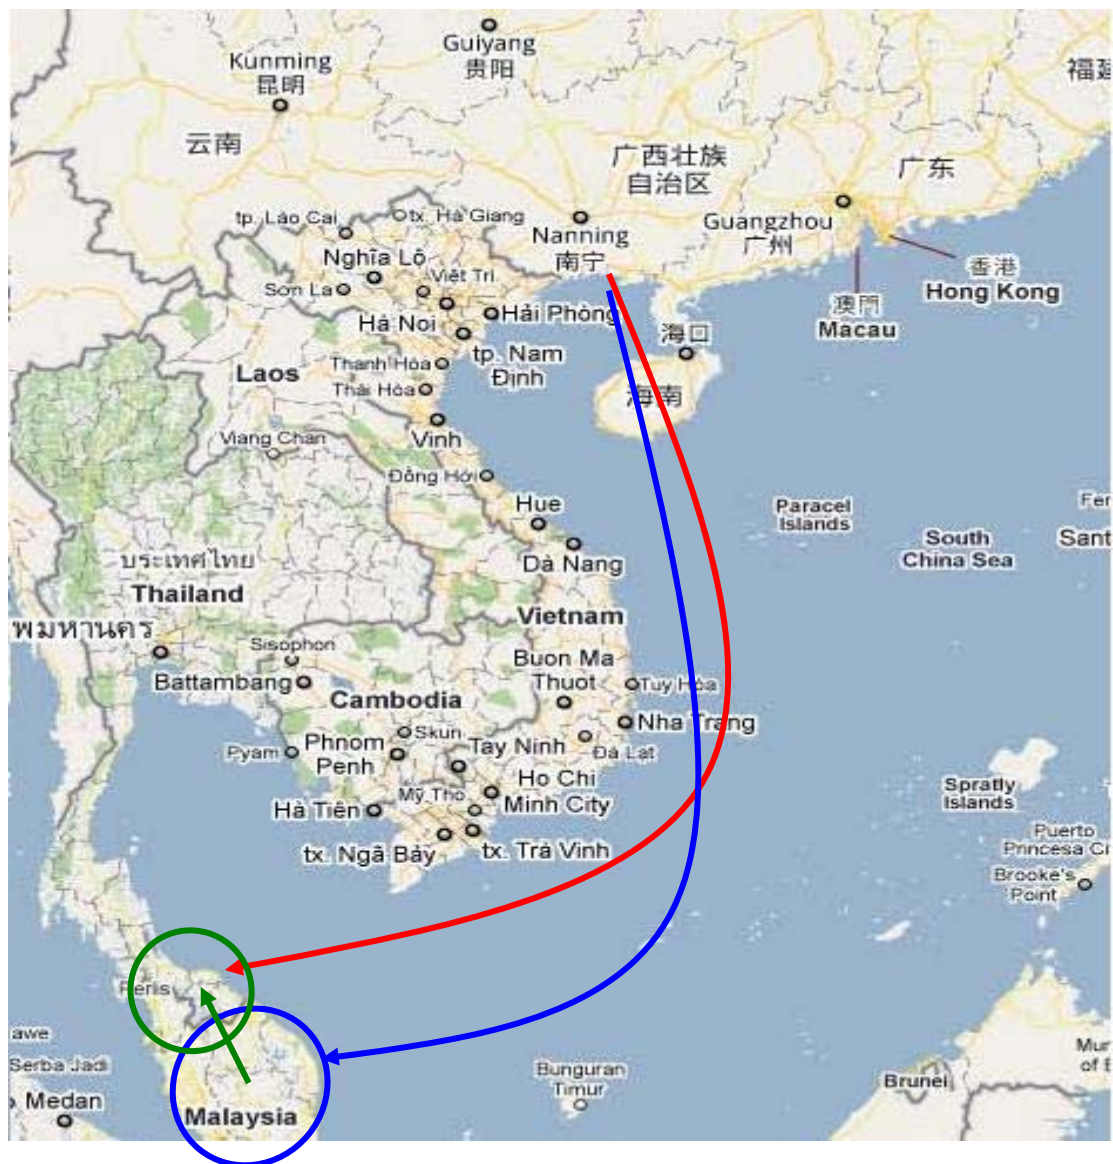 Guiyang
贵阳
Kunming
昆明
云南
广西壮族
自治区
广东
tp. Lào Cai
tx. Hà Giang
Nanning
南宁
Guangzhou
广州
香港
Hong Kong
澳門
Macau
Nghĩa Lô
Việt Trì
Sơn La
Hà Noi
Hải Phòng
海口
tp. Nam
Định
Thanh Hóa
Laos
Thái Hòa
海南
Vinh
Viang Chan
Đồng Hới
Hue
Paracel
Islands
South
China Sea
Da Nang
ประเทศไทย
Thailand
Vietnam
พมหานคร
Sisophon
Battambang
Buon Ma
Thuot
Tuy Hòa
Cambodia
Nha Trang
Skun
Pyam
Phnom
Penh
Tay Ninh
Đà Lạt
Ho Chi
Minh City
Mỹ Tho
Hà Tiên
Spratly
Islands
tx. Ngã Bảy
tx. Trà Vinh
Puerto
Princesa
Brooke's
Point
Perlis
awe
Serba Jadi
Medan
Malaysia
Bunguran
Timur
Brunei